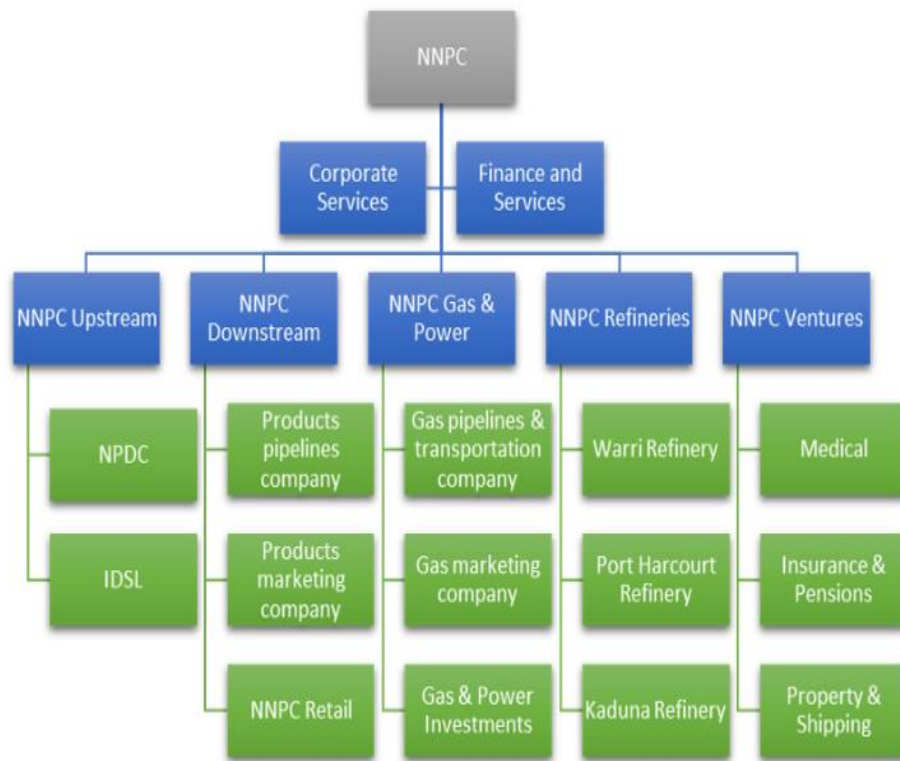 NNPC
Corporate
Services
Finance and
Services
NNPC Upstream
NNPC
Downstream
NNPC Gas &
Power
NNPC Refineries
NNPC Ventures
NPDC
Products
pipelines
company
Gas pipelines &
transportation
company
Warri Refinery
Medical
IDSL
Products
marketing
company
Gas marketing
company
Port Harcourt
Refinery
Insurance &
Pensions
NNPC Retail
Gas & Power
Investments
Kaduna Refinery
Property &
Shipping